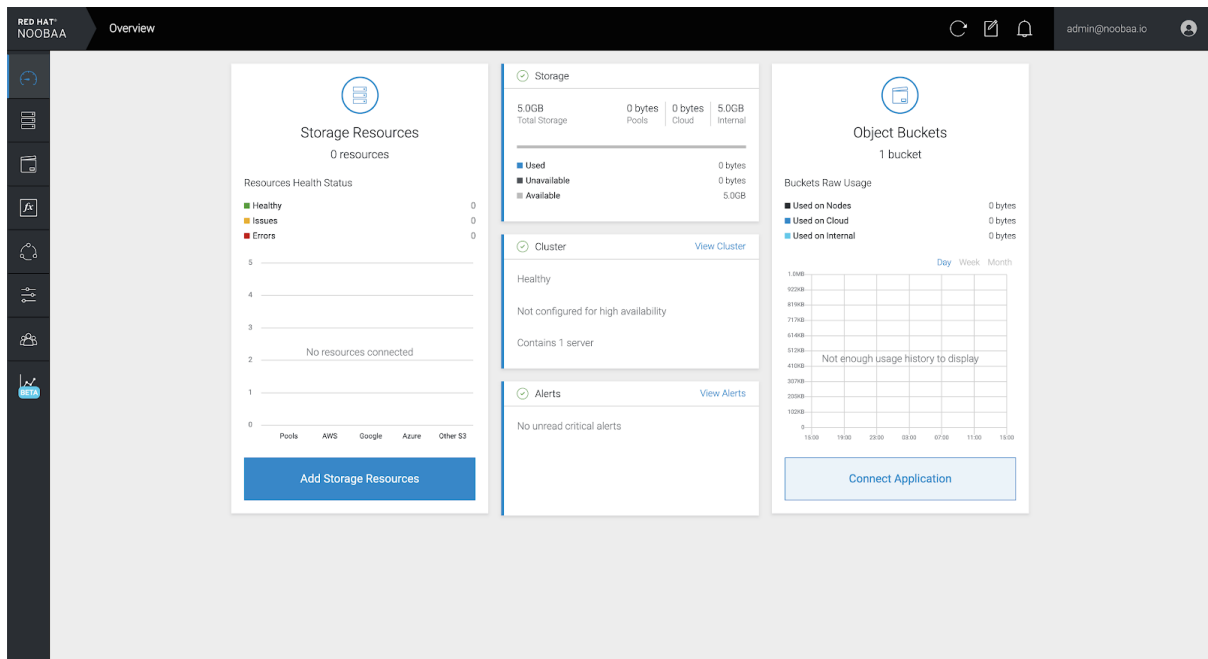 RED HAT®
NOOBAA
Overview
admin@noobaa.io
BETA
Storage Resources
0 resources
Resources Health Status
Healthy 0
Issues 0
Errors 0
5
4
3
2
1
0
No resources connected
Pools AWS Google Azure Other S3
Add Storage Resources
Storage
5.0GB 0 bytes 0 bytes 5.0GB
Total Storage Pools Cloud Internal
Used 0 bytes
Unavailable 0 bytes
Available 5.0GB
Cluster View Cluster
Healthy
Not configured for high availability
Contains 1 server
Alerts View Alerts
No unread critical alerts
Object Buckets
1 bucket
Buckets Raw Usage
Used on Nodes 0 bytes
Used on Cloud 0 bytes
Used on Internal 0 bytes
Day Week Month
1.0MB
922KB
819KB
717KB
614KB
512KB
410KB
307KB
205KB
102KB
0
Not enough usage history to display
15:00 19:00 23:00 03:00 07:00 11:00 15:00
Connect Application